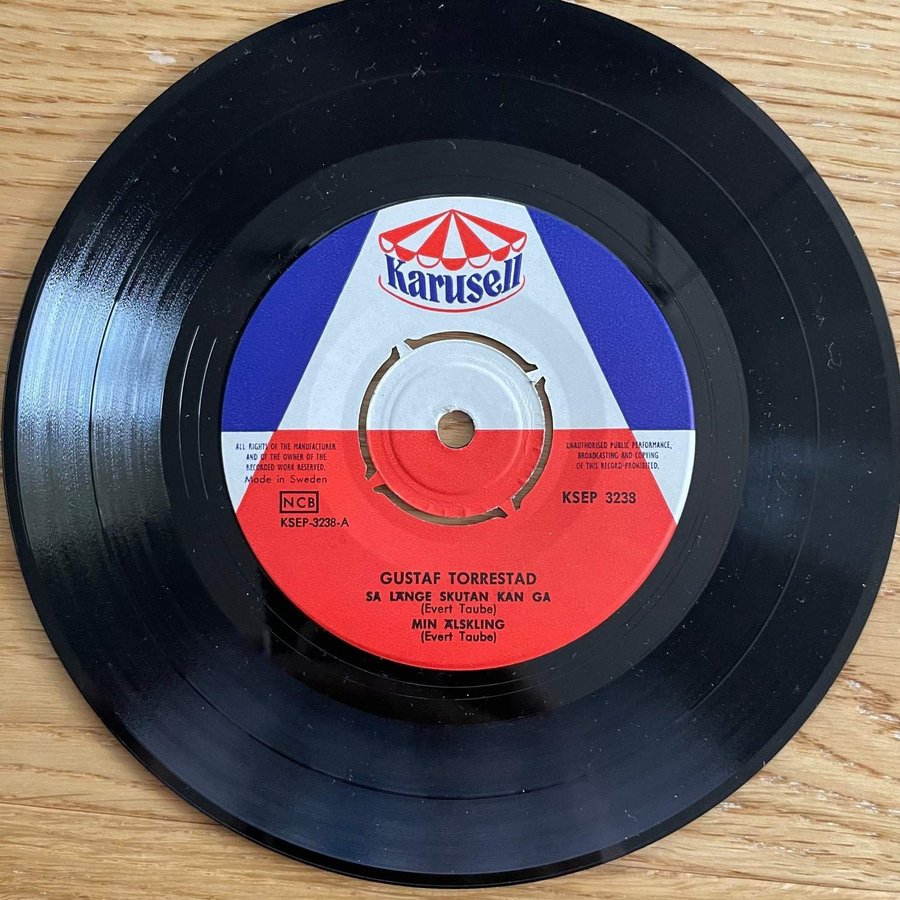 Karusell
ALL RIGHTS OF THE MANUFACTURER
AND OF THE OWNER OF THE
RECORDED WORK RESERVED.
Made in Sweden
NCB
KSEP-3238-A
UNAUTHORISED PUBLIC PERFORMANCE,
BROADCASTING AND COPYING
OF THIS RECORD PROHIBITED.
KSEP 3238
GUSTAF TORRESTAD
SA LÄNGE SKUTAN KAN GA
(Evert Taube)
MIN ÄLSKLING
(Evert Taube)